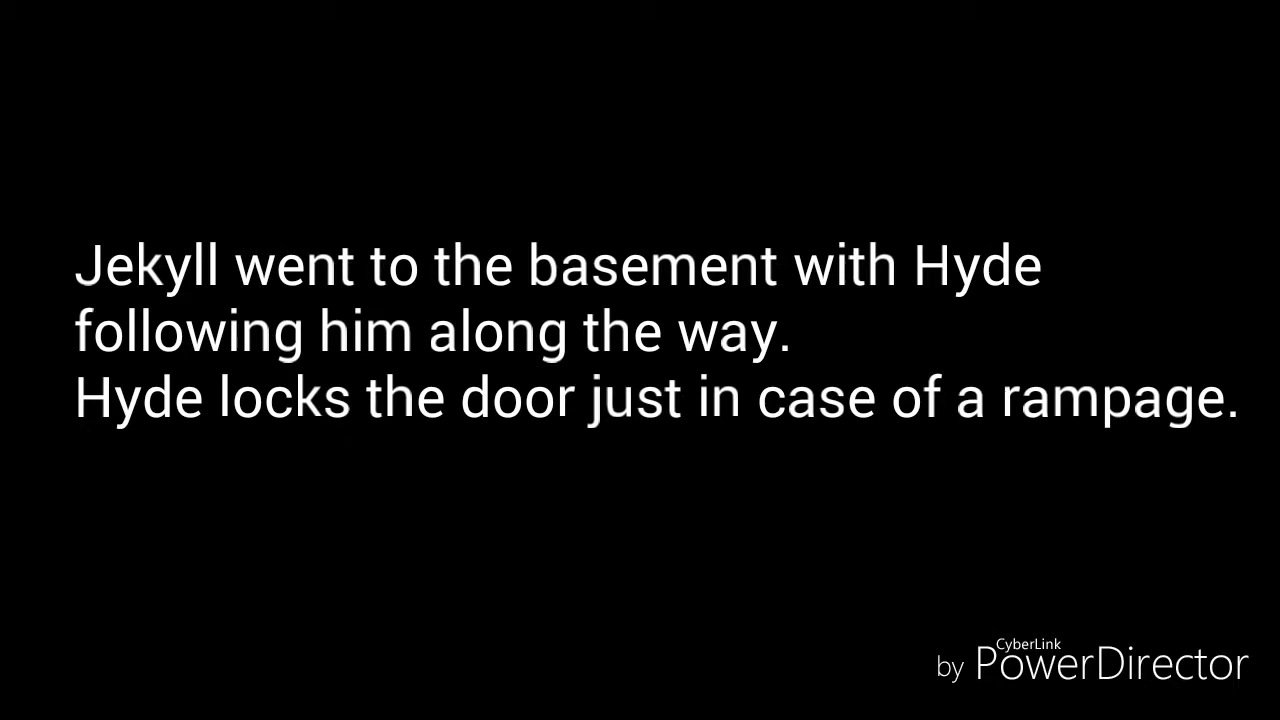 Jekyll went to the basement with Hyde
following him along the way.
Hyde locks the door just in case of a rampage.
CyberLink
by PowerDirector